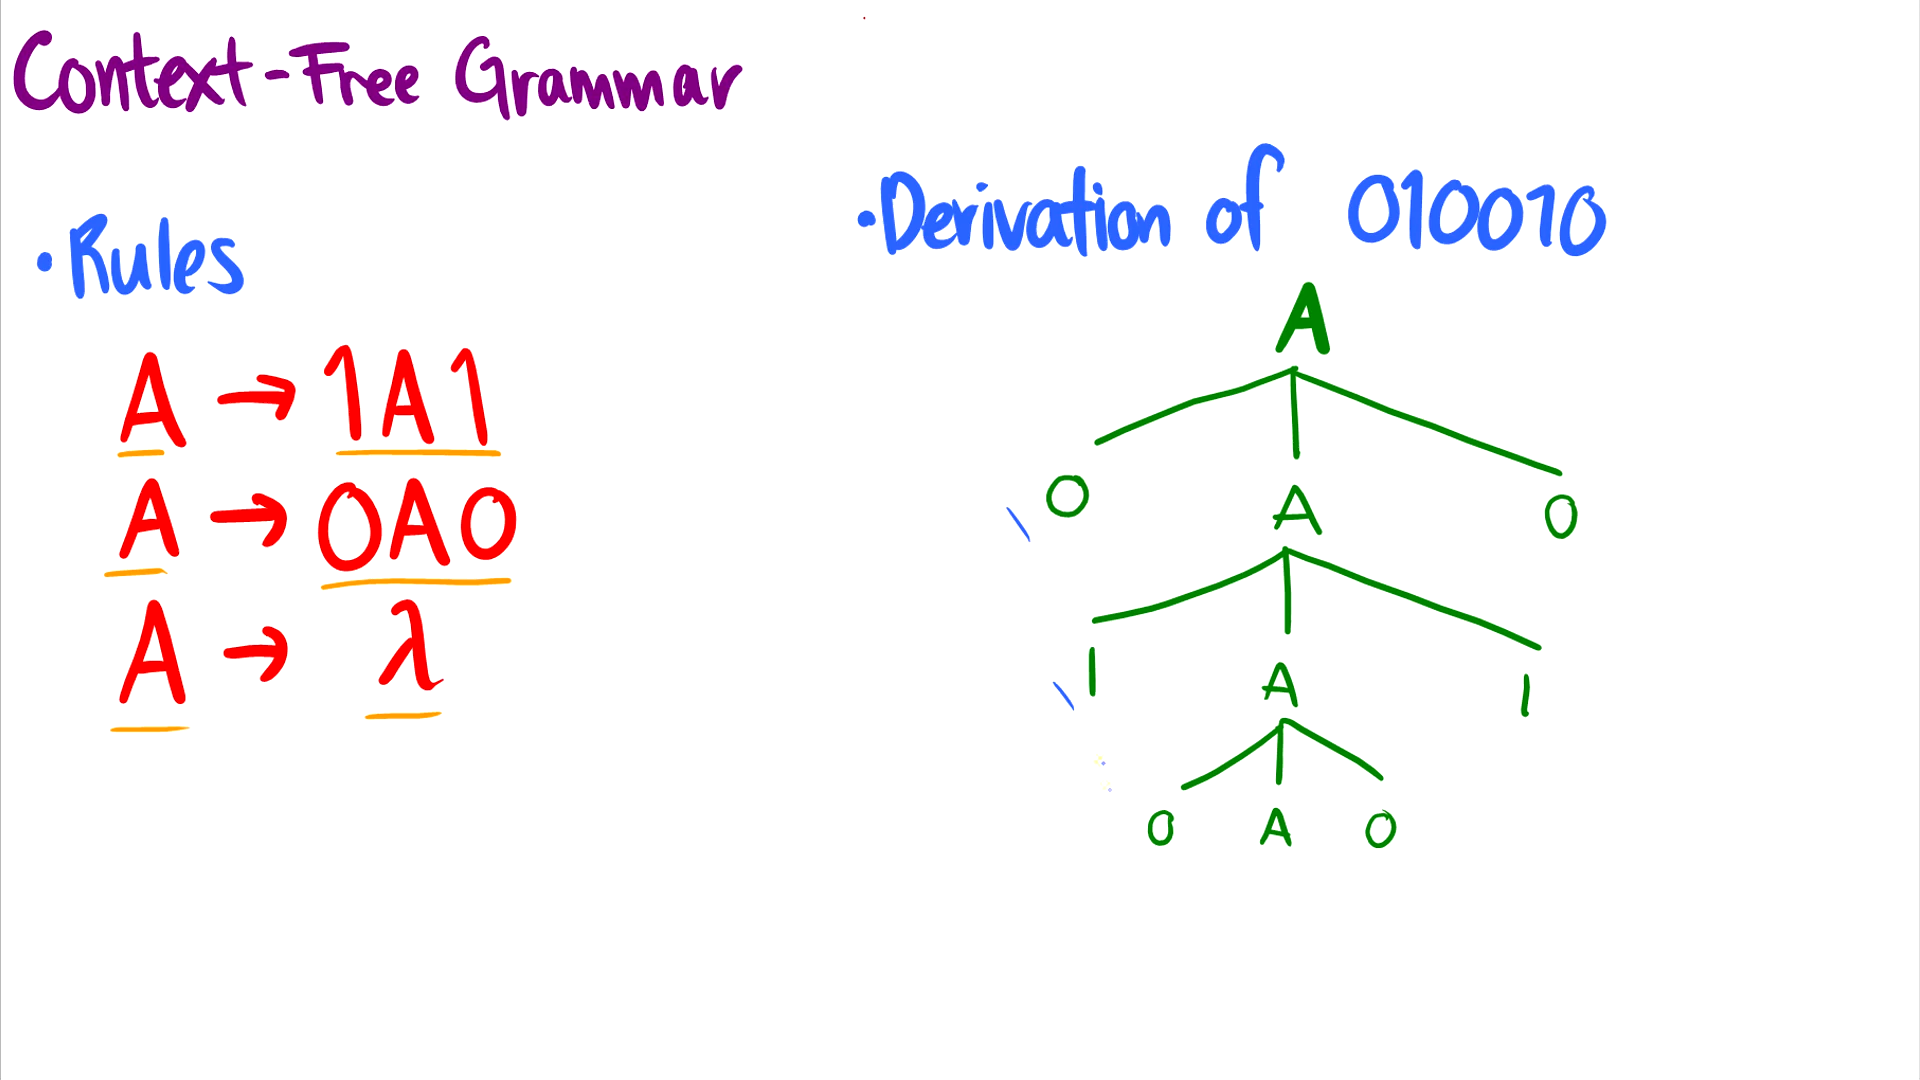 Context-Free Grammar
• Rules
A → 1A1
A → 0A0
A → λ
• Derivation of 010010
A
0 A 0
1 A 1
0 A 0